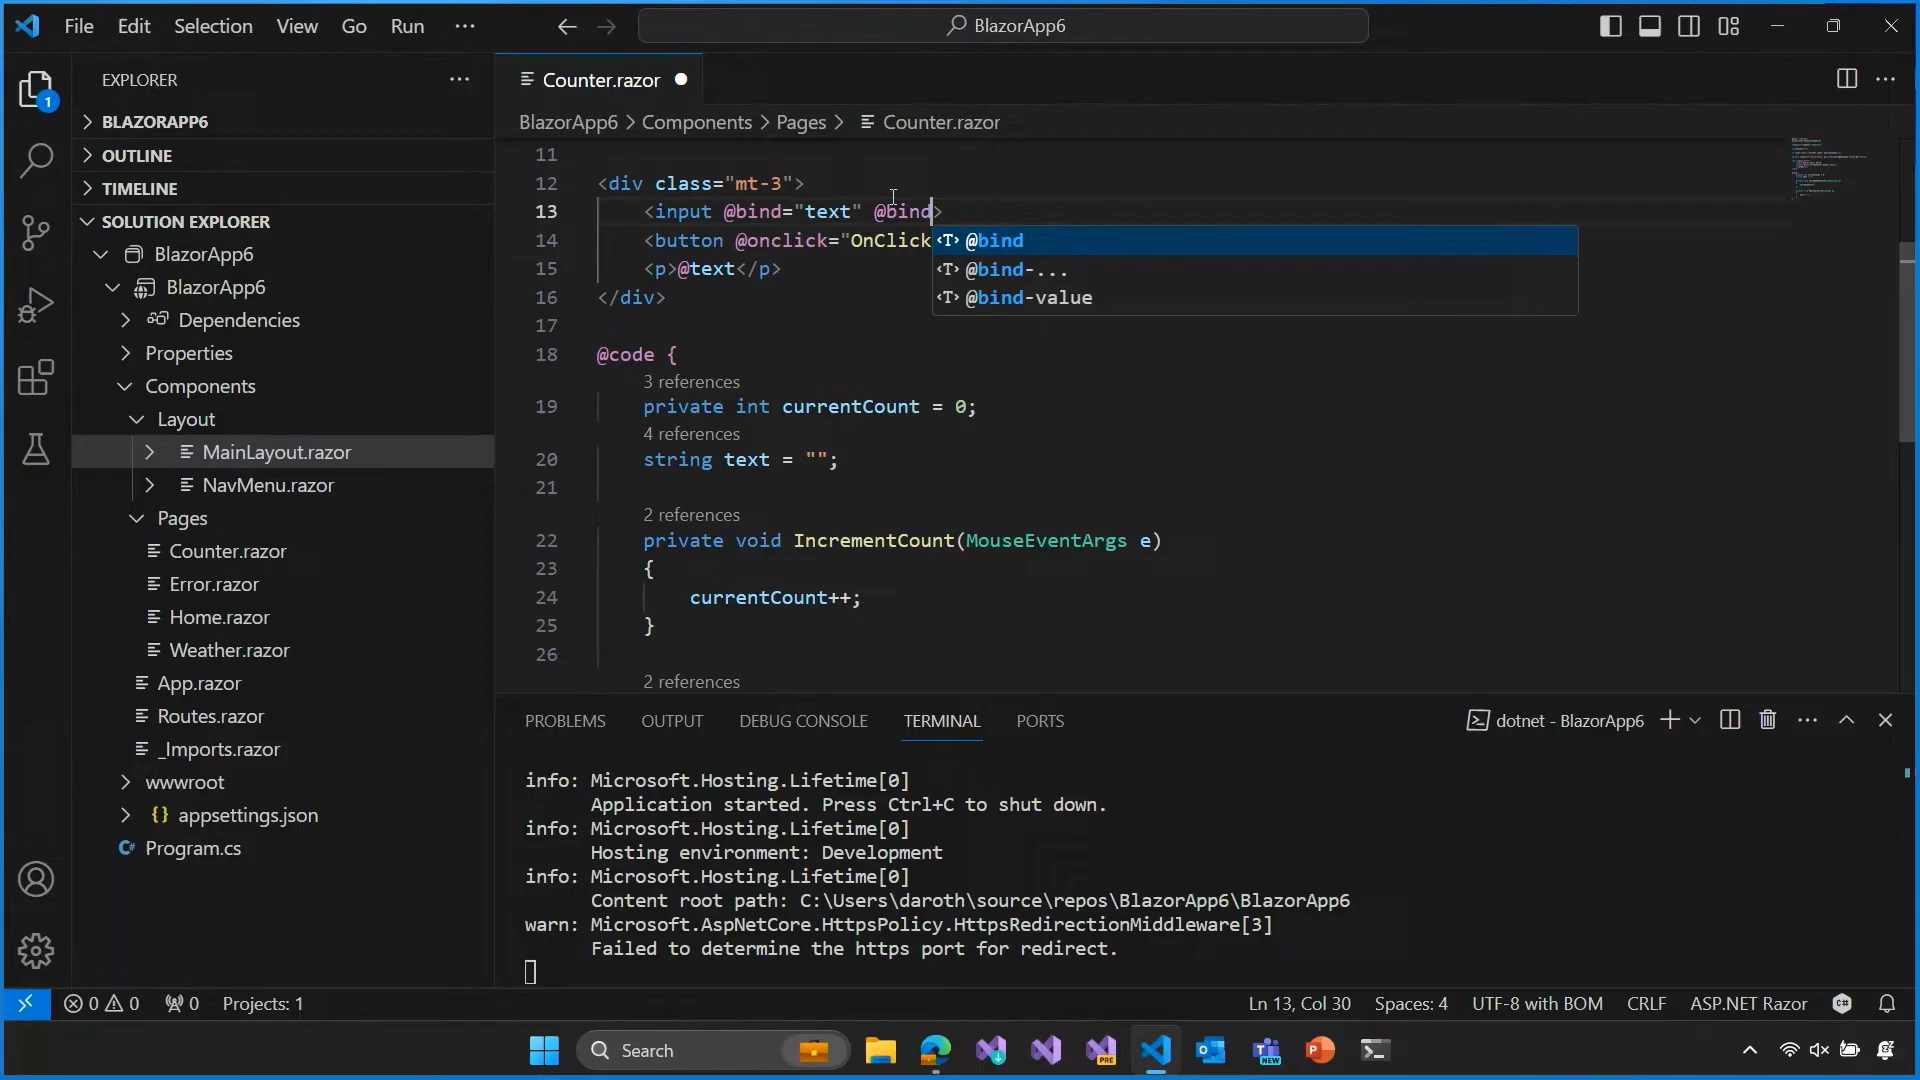 File Edit Selection View Go Run ··· BlazorApp6
EXPLORER ···
1
BLAZORAPP6
OUTLINE
TIMELINE
SOLUTION EXPLORER
BlazorApp6
BlazorApp6
Dependencies
Properties
Components
Layout
MainLayout.razor
NavMenu.razor
Pages
Counter.razor
Error.razor
Home.razor
Weather.razor
App.razor
Routes.razor
_Imports.razor
wwwroot
{} appsettings.json
C# Program.cs
Counter.razor
BlazorApp6 > Components > Pages > Counter.razor
11
12 <div class="mt-3">
13 <input @bind="text" @bind>
14 <button @onclick="OnClick
15 <p>@text</p>
16 </div>
17
18 @code {
3 references
19 private int currentCount = 0;
4 references
20 string text = "";
21
2 references
22 private void IncrementCount(MouseEventArgs e)
23 {
24 currentCount++;
25 }
26
2 references
<T> @bind
<T> @bind-...
<T> @bind-value
PROBLEMS OUTPUT DEBUG CONSOLE TERMINAL PORTS dotnet - BlazorApp6
info: Microsoft.Hosting.Lifetime[0]
Application started. Press Ctrl+C to shut down.
info: Microsoft.Hosting.Lifetime[0]
Hosting environment: Development
info: Microsoft.Hosting.Lifetime[0]
Content root path: C:\Users\daroth\source\repos\BlazorApp6\BlazorApp6
warn: Microsoft.AspNetCore.HttpsPolicy.HttpsRedirectionMiddleware[3]
Failed to determine the https port for redirect.
0 0 0 Projects: 1 Ln 13, Col 30 Spaces: 4 UTF-8 with BOM CRLF ASP.NET Razor
Search PRE NEW